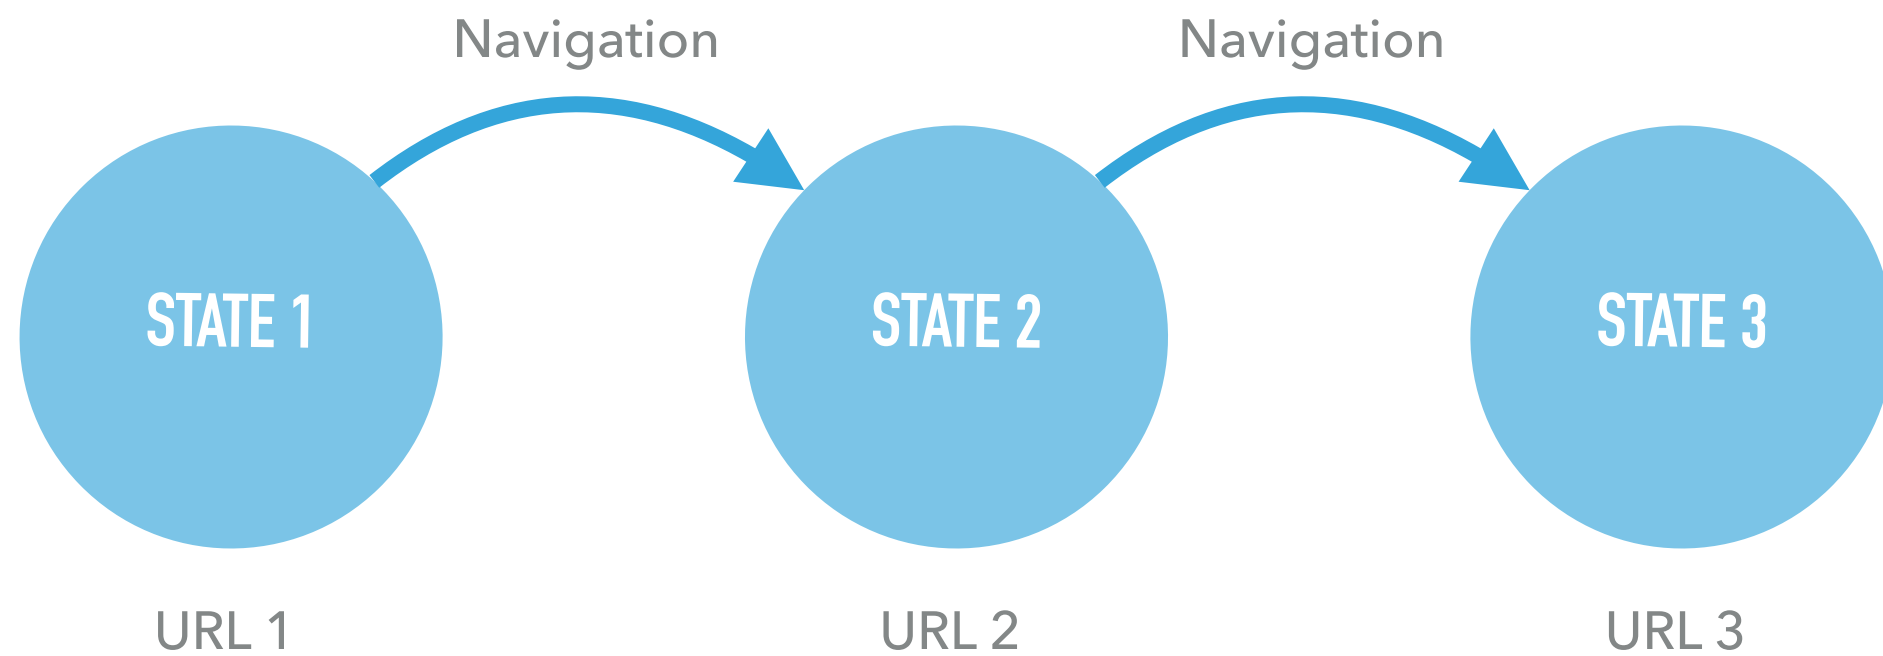 Navigation
Navigation
STATE 1
STATE 2
STATE 3
URL 1
URL 2
URL 3